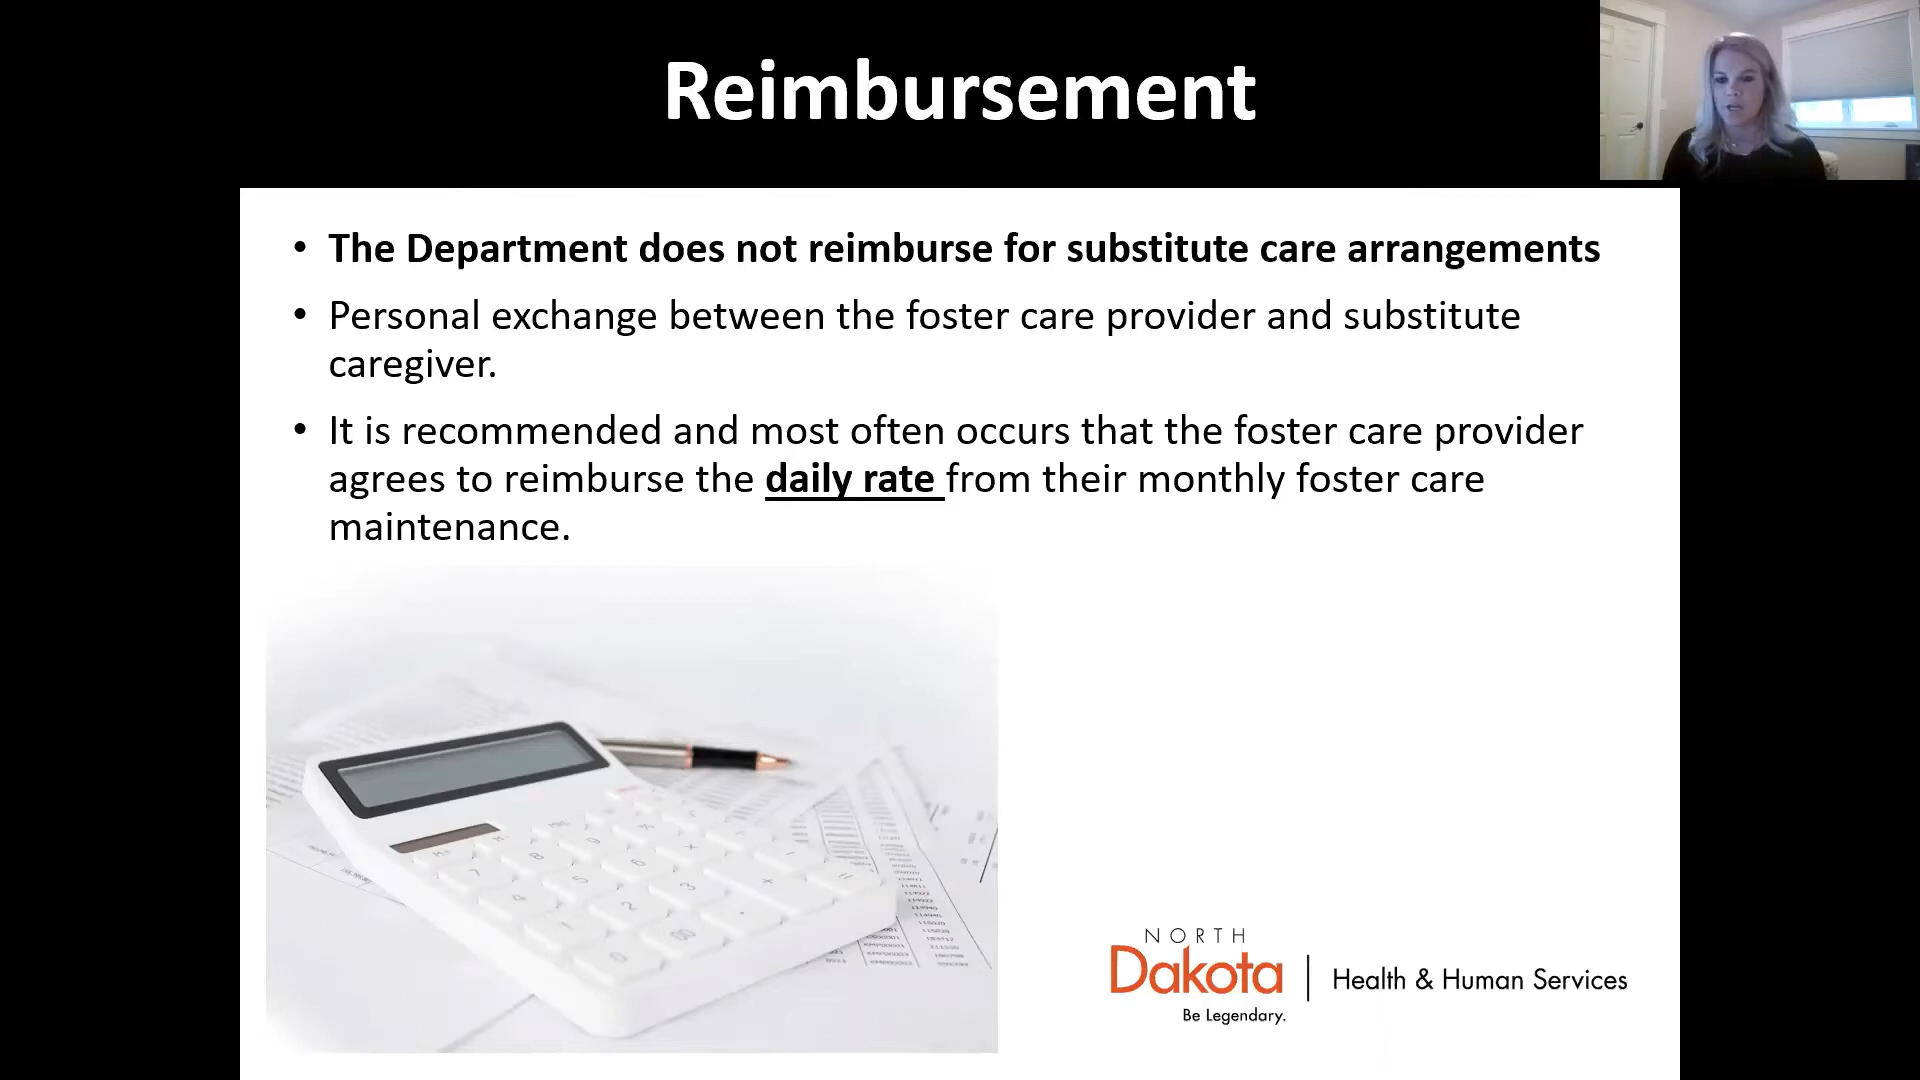 Reimbursement
• The Department does not reimburse for substitute care arrangements
• Personal exchange between the foster care provider and substitute
caregiver.
• It is recommended and most often occurs that the foster care provider
agrees to reimburse the daily rate from their monthly foster care
maintenance.
NORTH
Dakota
Be Legendary.
Health & Human Services